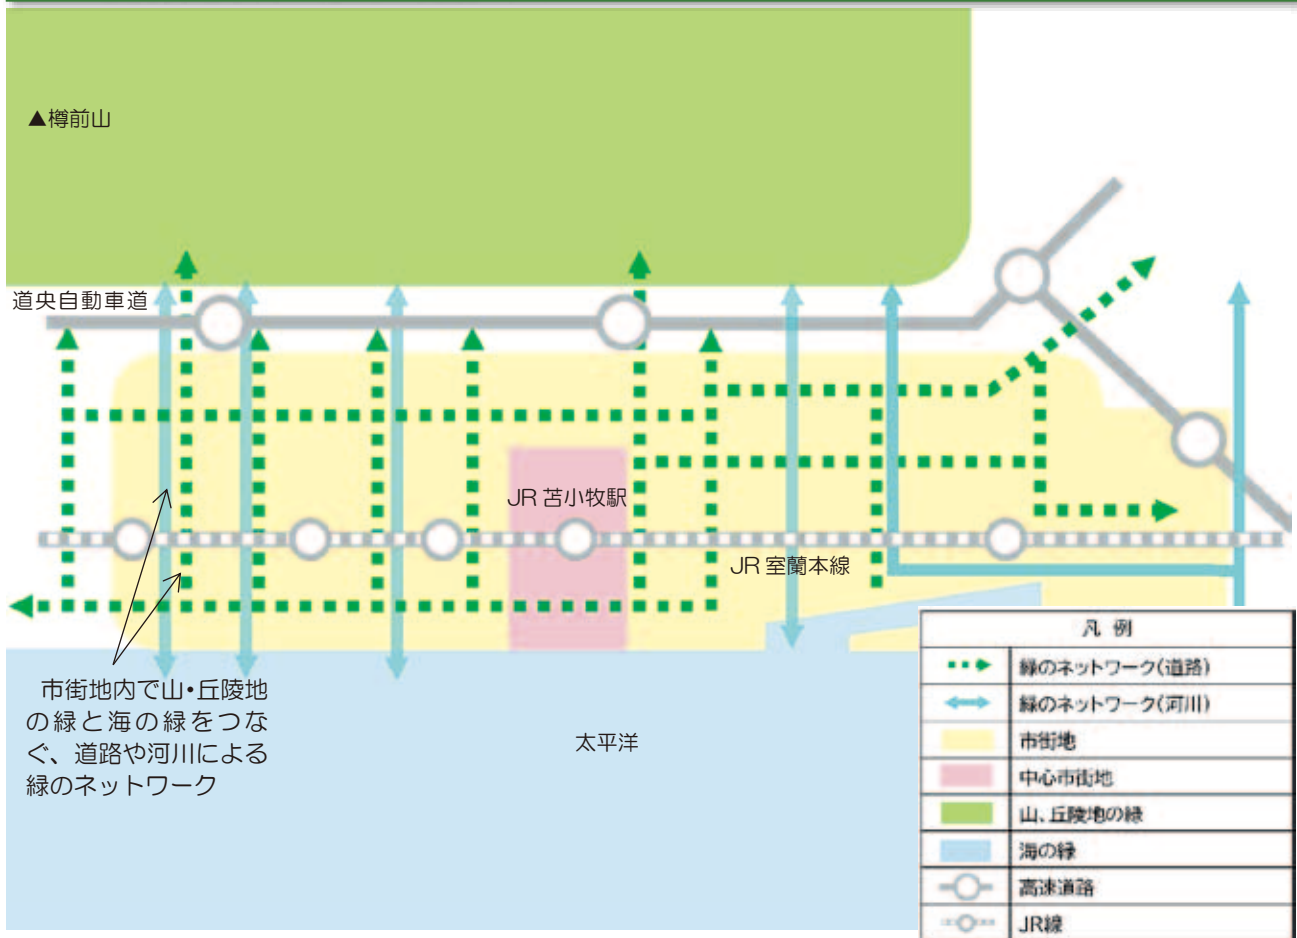 ▲樽前山
道央自動車道
JR 苫小牧駅
JR 室蘭本線
市街地内で山・丘陵地
の緑と海の緑をつな
ぐ、道路や河川による
緑のネットワーク
太平洋
凡 例
緑のネットワーク(道路)
緑のネットワーク(河川)
市街地
中心市街地
山、丘陵地の緑
海の緑
高速道路
JR線